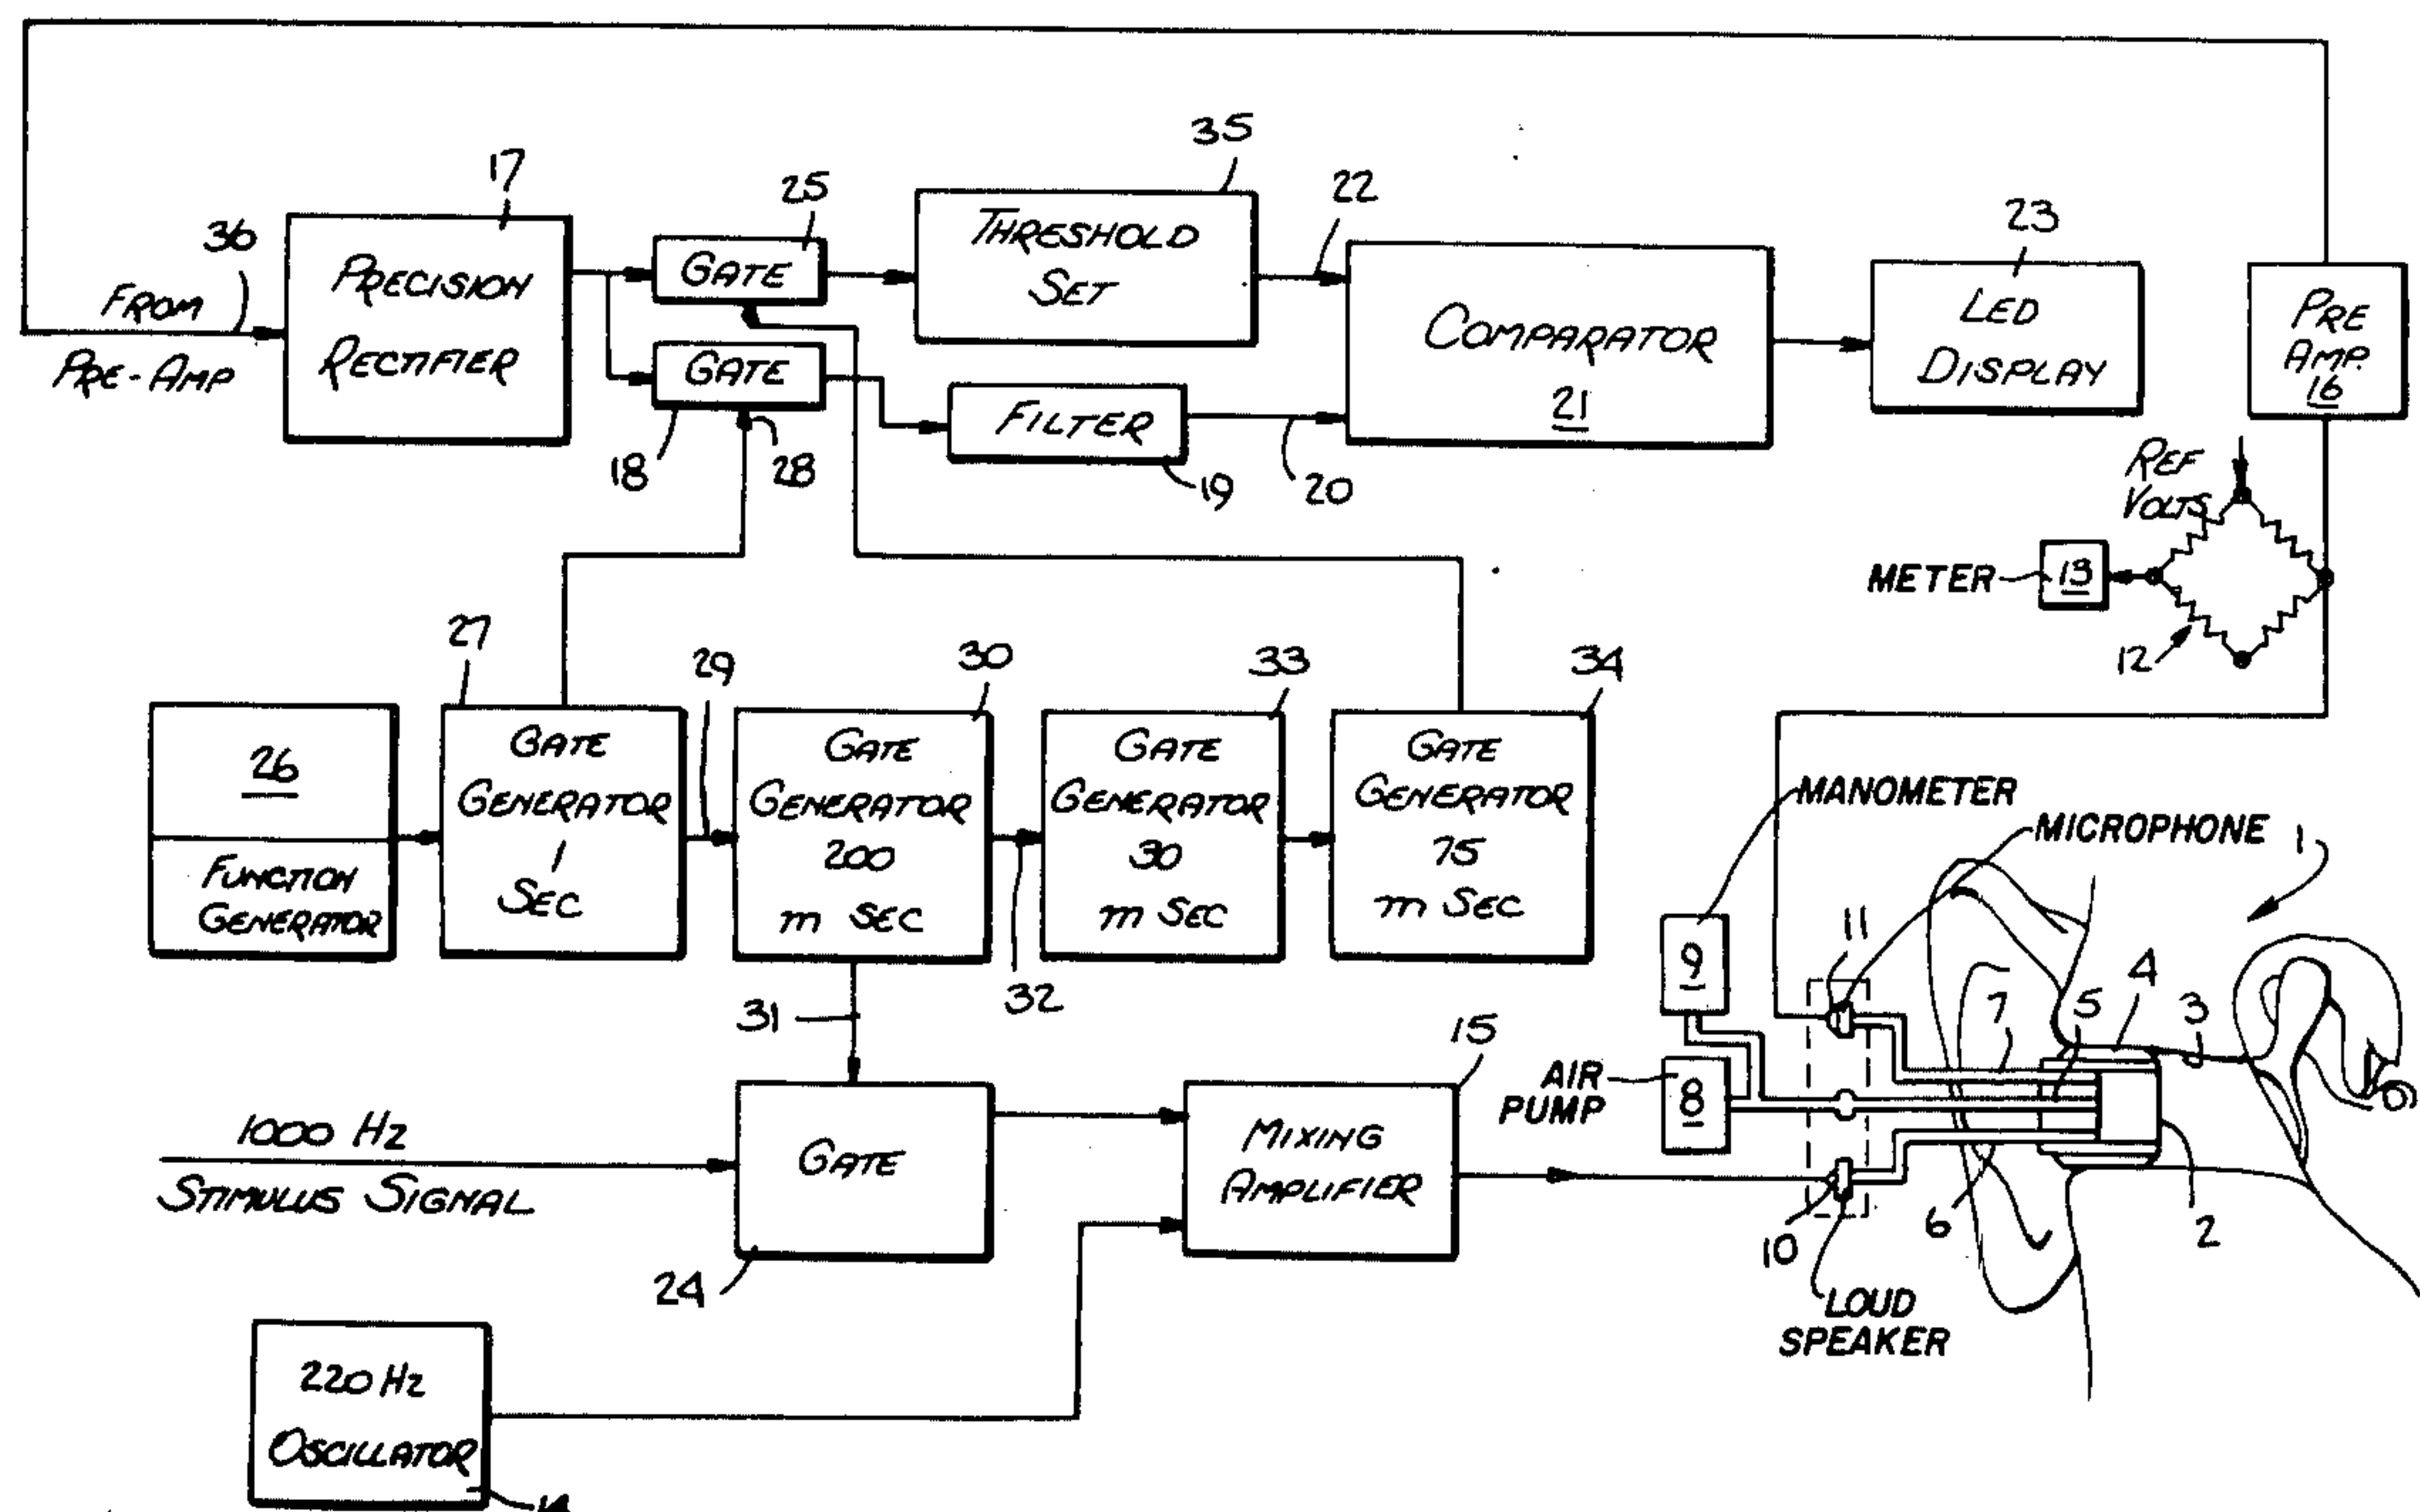 17
25
35
22
23
36
FROM
PRE-AMP
PRECISION
RECTIFIER
GATE
THRESHOLD
SET
COMPARATOR
21
LED
DISPLAY
PRE
AMP.
16
GATE
FILTER
18
28
19
20
REF
VOLTS
METER
13
12
27
29
30
33
34
26
FUNCTION
GENERATOR
GATE
GENERATOR
1
SEC
GATE
GENERATOR
200
m SEC
GATE
GENERATOR
30
m SEC
GATE
GENERATOR
75
m SEC
MANOMETER
MICROPHONE
1
31
32
9
11
7
5
4
3
AIR
PUMP
8
15
1000 HZ
STIMULUS SIGNAL
GATE
MIXING
AMPLIFIER
24
10
6
2
LOUD
SPEAKER
220 HZ
OSCILLATOR
14